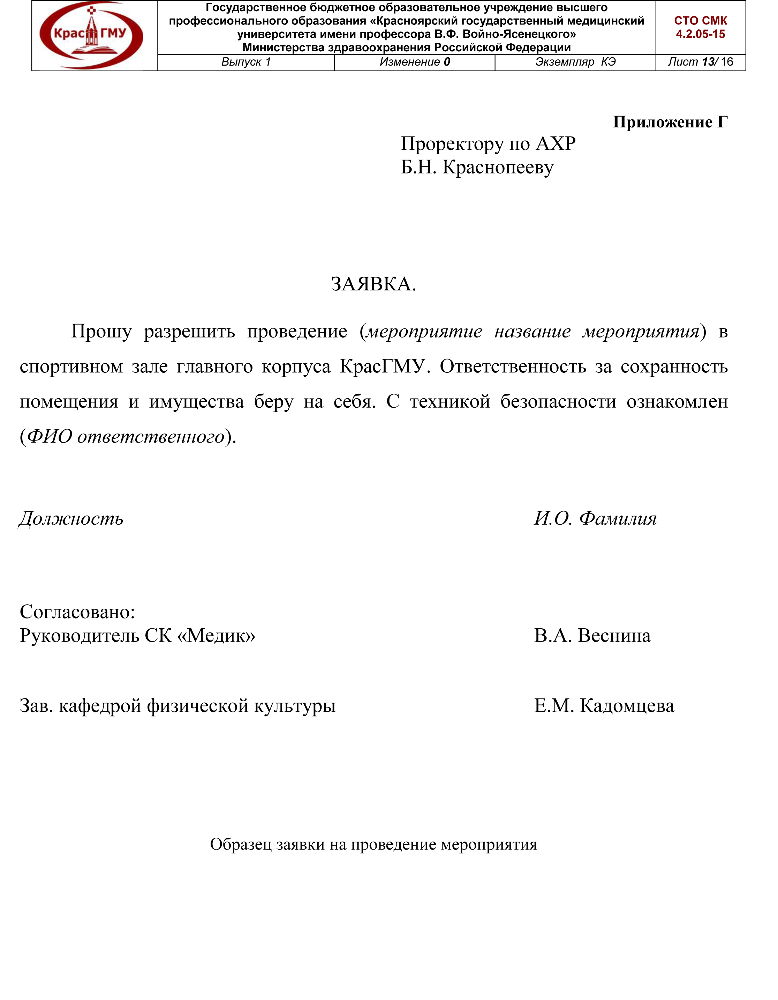 Крас ГМУ
Государственное бюджетное образовательное учреждение высшего
профессионального образования «Красноярский государственный медицинский
университета имени профессора В.Ф. Войно-Ясенецкого»
Министерства здравоохранения Российской Федерации
СТО СМК
4.2.05-15
Выпуск 1 Изменение 0 Экземпляр КЭ Лист 13/ 16
Приложение Г
Проректору по АХР
Б.Н. Краснопееву
ЗАЯВКА.
Прошу разрешить проведение (мероприятие название мероприятия) в
спортивном зале главного корпуса КрасГМУ. Ответственность за сохранность
помещения и имущества беру на себя. С техникой безопасности ознакомлен
(ФИО ответственного).
Должность И.О. Фамилия
Согласовано:
Руководитель СК «Медик» В.А. Веснина
Зав. кафедрой физической культуры Е.М. Кадомцева
Образец заявки на проведение мероприятия